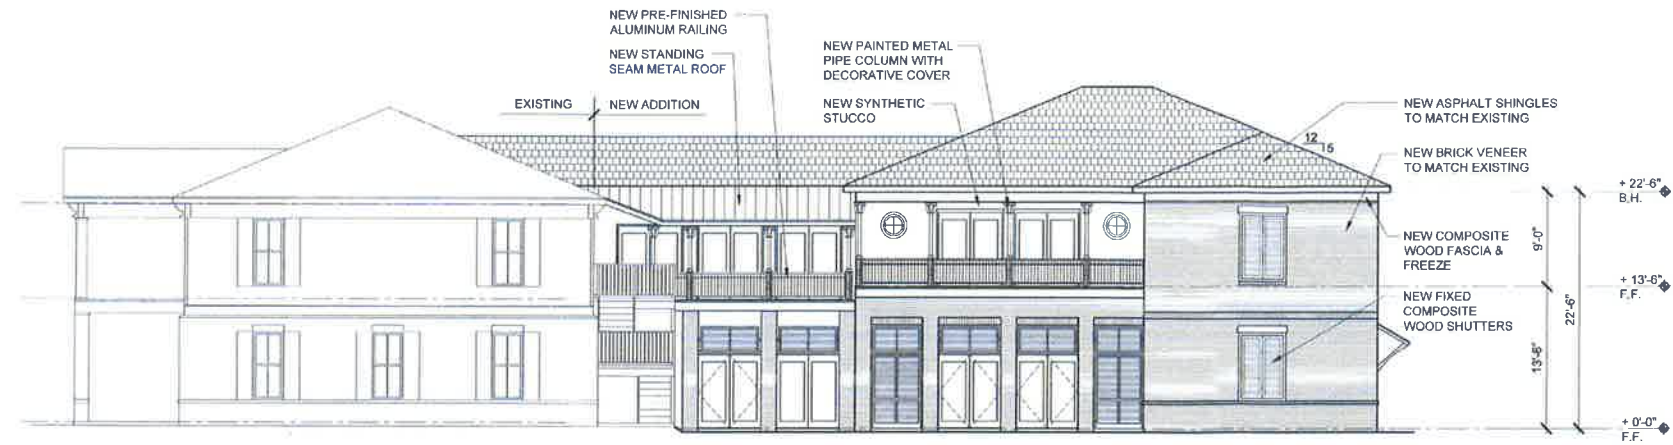 NEW PRE-FINISHED
ALUMINUM RAILING
NEW STANDING
SEAM METAL ROOF
EXISTING
NEW ADDITION
NEW PAINTED METAL
PIPE COLUMN WITH
DECORATIVE COVER
NEW SYNTHETIC
STUCCO
NEW ASPHALT SHINGLES
TO MATCH EXISTING
12
NEW BRICK VENEER
TO MATCH EXISTING
+ 22'-6"
B.H.
NEW COMPOSITE
WOOD FASCIA &
FREEZE
9'-0"
+ 13'-6"
F.F.
NEW FIXED
COMPOSITE
WOOD SHUTTERS
22'-6"
13'-6"
+ 0'-0"
F.F.